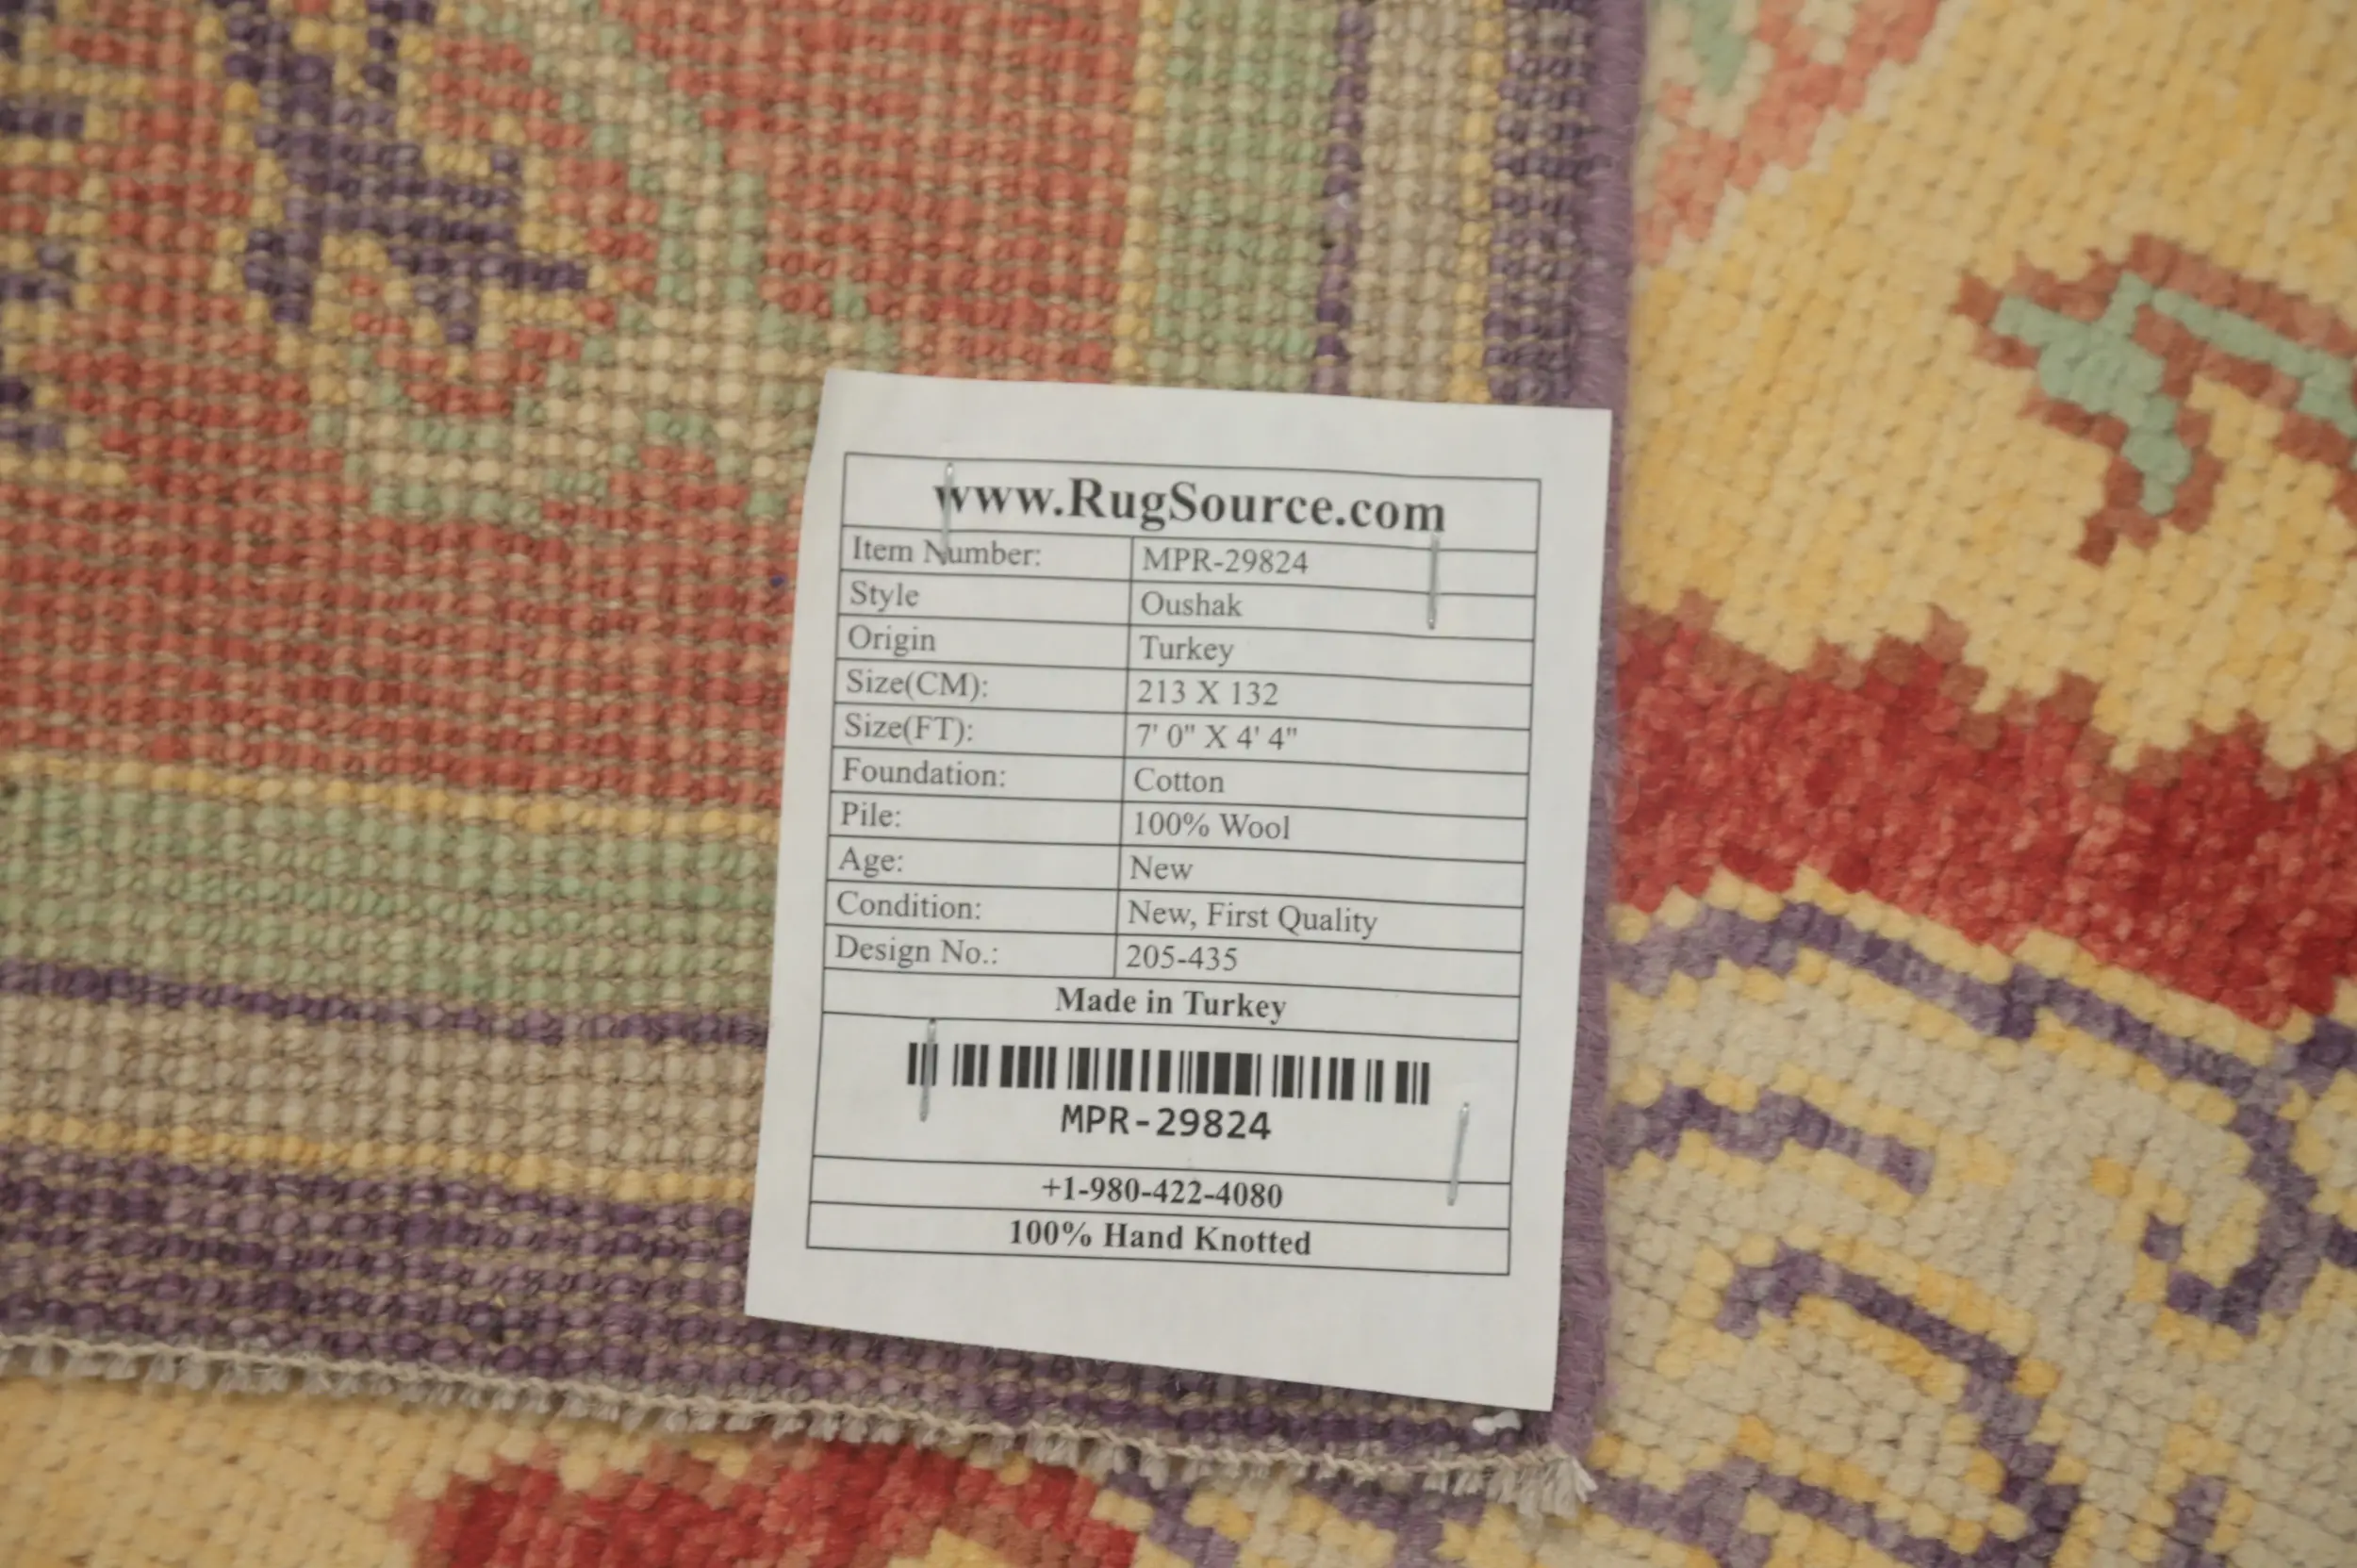 www.RugSource.com
Item Number: MPR-29824
Style Oushak
Origin Turkey
Size(CM): 213 X 132
Size(FT): 7' 0" X 4' 4"
Foundation: Cotton
Pile: 100% Wool
Age: New
Condition: New, First Quality
Design No.: 205-435
Made in Turkey
MPR-29824
+1-980-422-4080
100% Hand Knotted